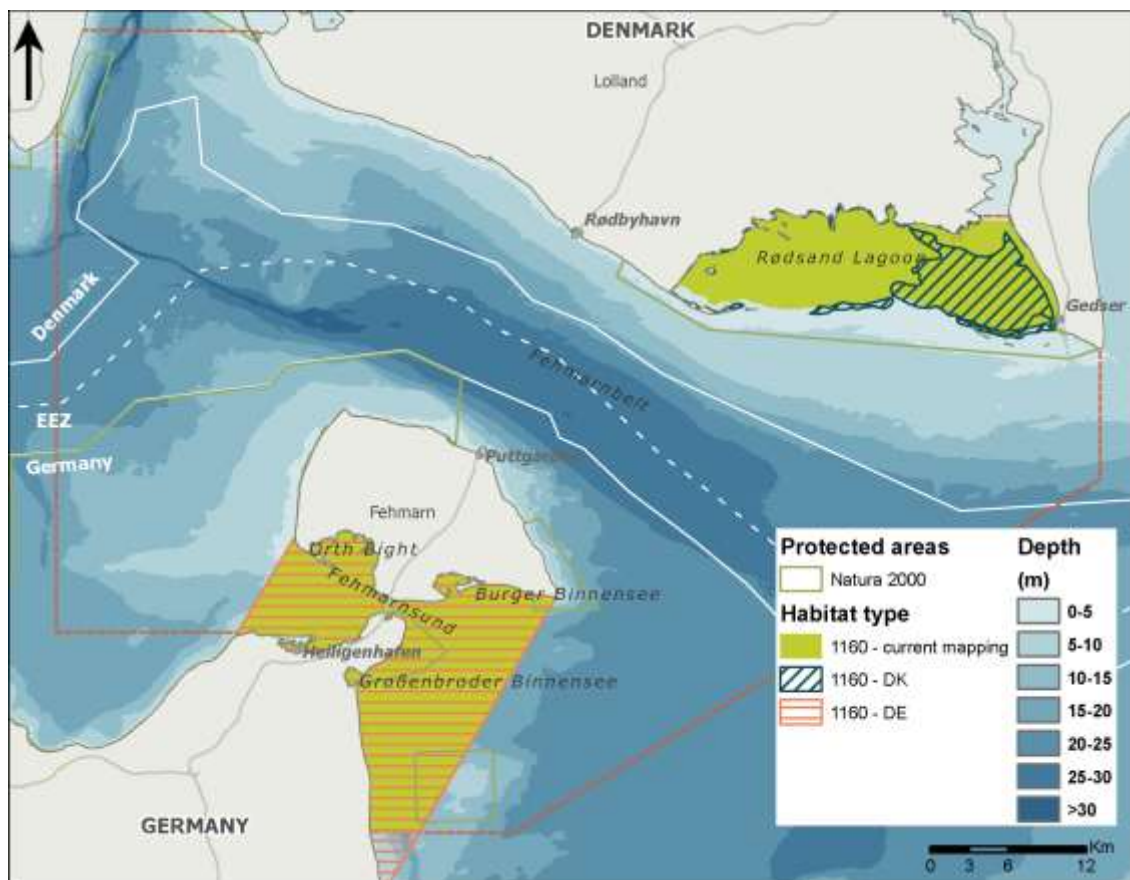 DENMARK
Lolland
Rødbyhavn
Rødsand Lagoon
Gedser
Denmark
Fehmarnbelt
EEZ
Germany
Puttgarden
Fehmarn
Orth Bight
Fehmarnsund
Burger Binnensee
Heiligenhafen
Großenbroder Binnensee
GERMANY
Protected areas
Natura 2000
Habitat type
1160 - current mapping
1160 - DK
1160 - DE
Depth
(m)
0-5
5-10
10-15
15-20
20-25
25-30
>30
Km
0 3 6 12